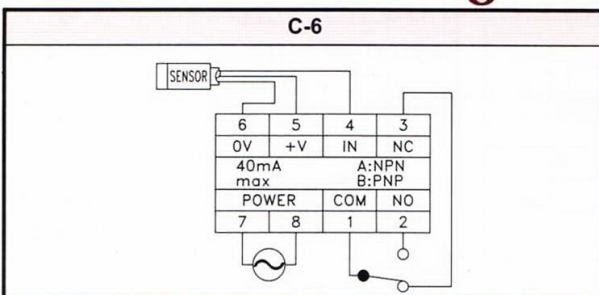 C-6
SENSOR
6 5 4 3
0V +V IN NC
40mA A:NPN
max B:PNP
POWER COM NO
7 8 1 2